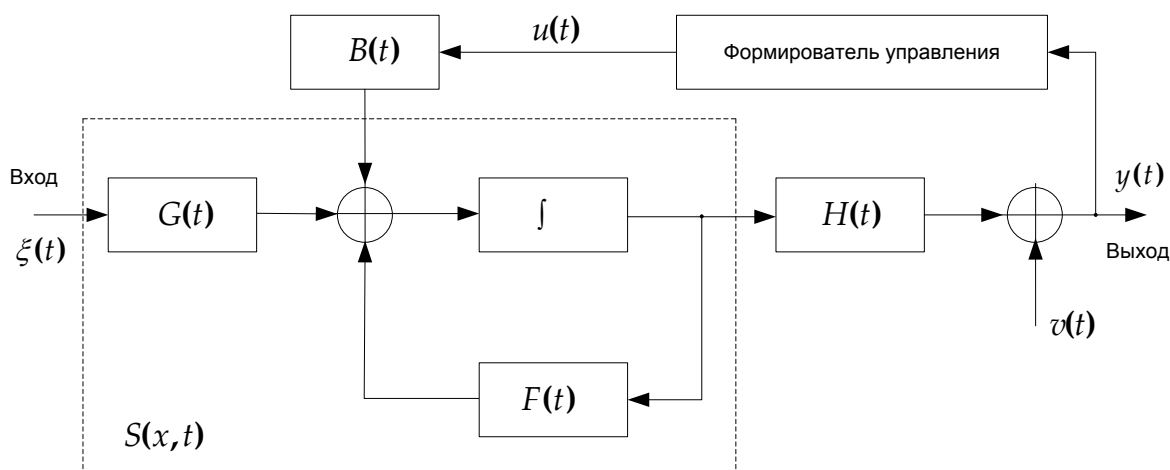 B(t)
u(t)
Формирователь управления
Вход
ξ(t)
G(t)
∫
H(t)
y(t)
Выход
v(t)
F(t)
S(x,t)